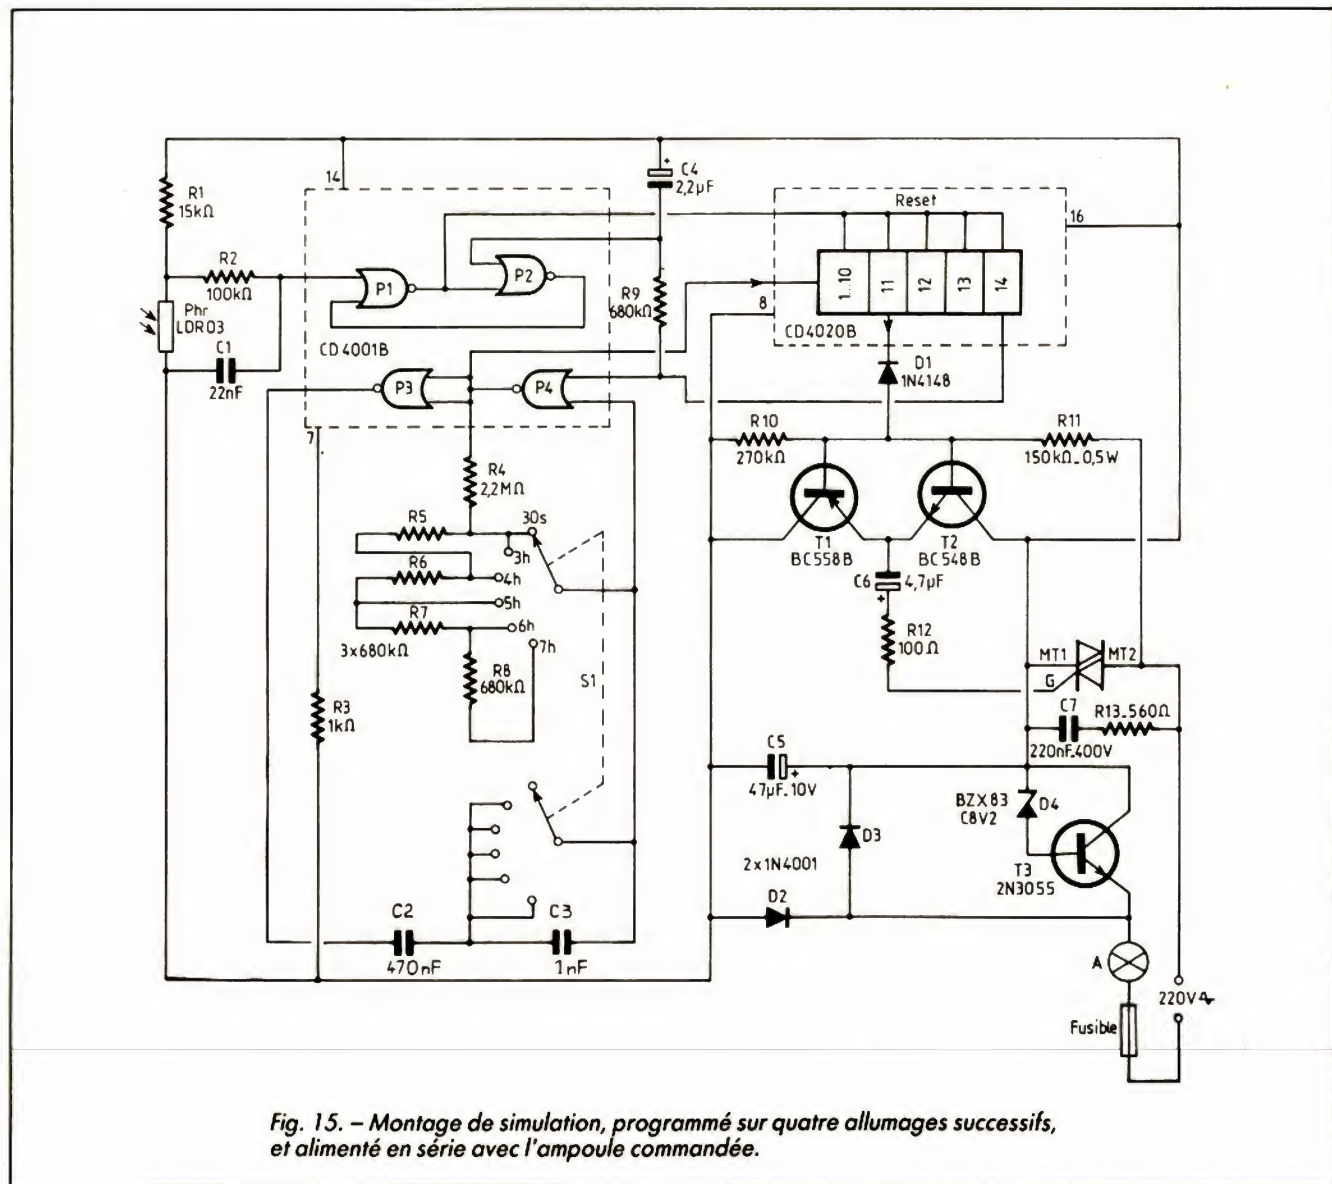 C4
+
2,2µF
14
R1
15kΩ
Reset
16
R2
100kΩ
P1
P2
1...10
11
12
13
14
R9
680kΩ
8
Phr
LDR03
CD4001B
CD4020B
C1
22nF
P3
P4
D1
1N4148
7
R10
270kΩ
R11
150kΩ_0,5W
R4
2,2MΩ
R5
30s
3h
T1
BC558B
T2
BC548B
R6
4h
C6
4,7µF
+
5h
R7
6h
R12
100Ω
3x680kΩ
7h
MT1
MT2
G
R8
680kΩ
S1
R3
1kΩ
C7
R13_560Ω
220nF_400V
C5
+
47µF_10V
BZX83
C8V2
D4
D3
2x1N4001
T3
2N3055
D2
C2
470nF
C3
1nF
A
220V
Fusible
Fig. 15. – Montage de simulation, programmé sur quatre allumages successifs,
et alimenté en série avec l'ampoule commandée.